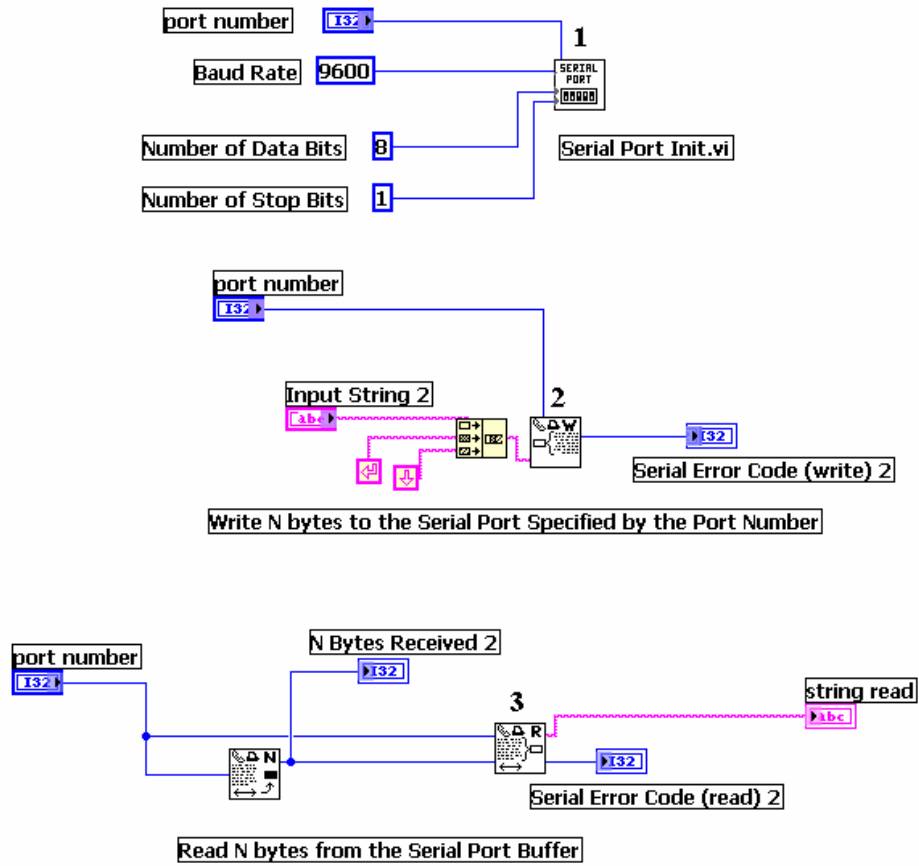 port number
I32
1
Baud Rate
9600
SERIAL
PORT
Number of Data Bits
8
Serial Port Init.vi
Number of Stop Bits
1
port number
I32
Input String 2
abc
2
W
I32
Serial Error Code (write) 2
Write N bytes to the Serial Port Specified by the Port Number
port number
I32
N Bytes Received 2
I32
string read
abc
3
R
N
I32
Serial Error Code (read) 2
Read N bytes from the Serial Port Buffer